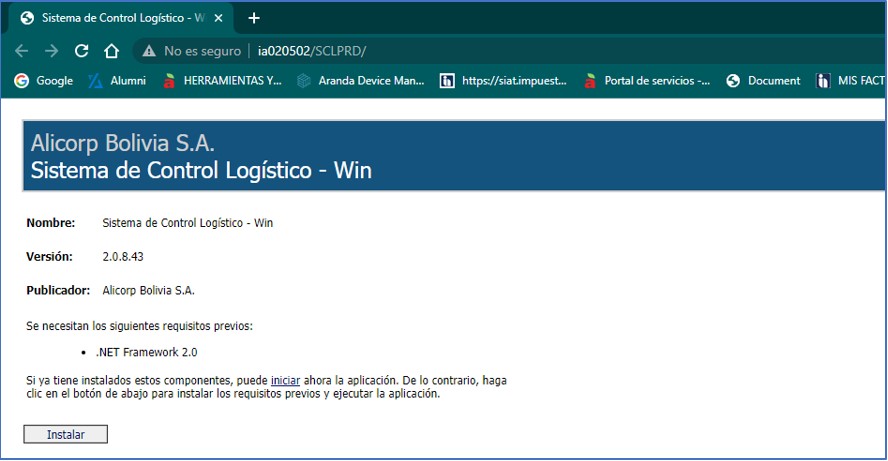 Sistema de Control Logístico - W
No es seguro | ia020502/SCLPRD/
Google Alumni HERRAMIENTAS Y... Aranda Device Man... https://siat.impuest... Portal de servicios -... Document MIS FACT
Alicorp Bolivia S.A.
Sistema de Control Logístico - Win
Nombre: Sistema de Control Logístico - Win
Versión: 2.0.8.43
Publicador: Alicorp Bolivia S.A.
Se necesitan los siguientes requisitos previos:
• .NET Framework 2.0
Si ya tiene instalados estos componentes, puede iniciar ahora la aplicación. De lo contrario, haga
clic en el botón de abajo para instalar los requisitos previos y ejecutar la aplicación.
Instalar